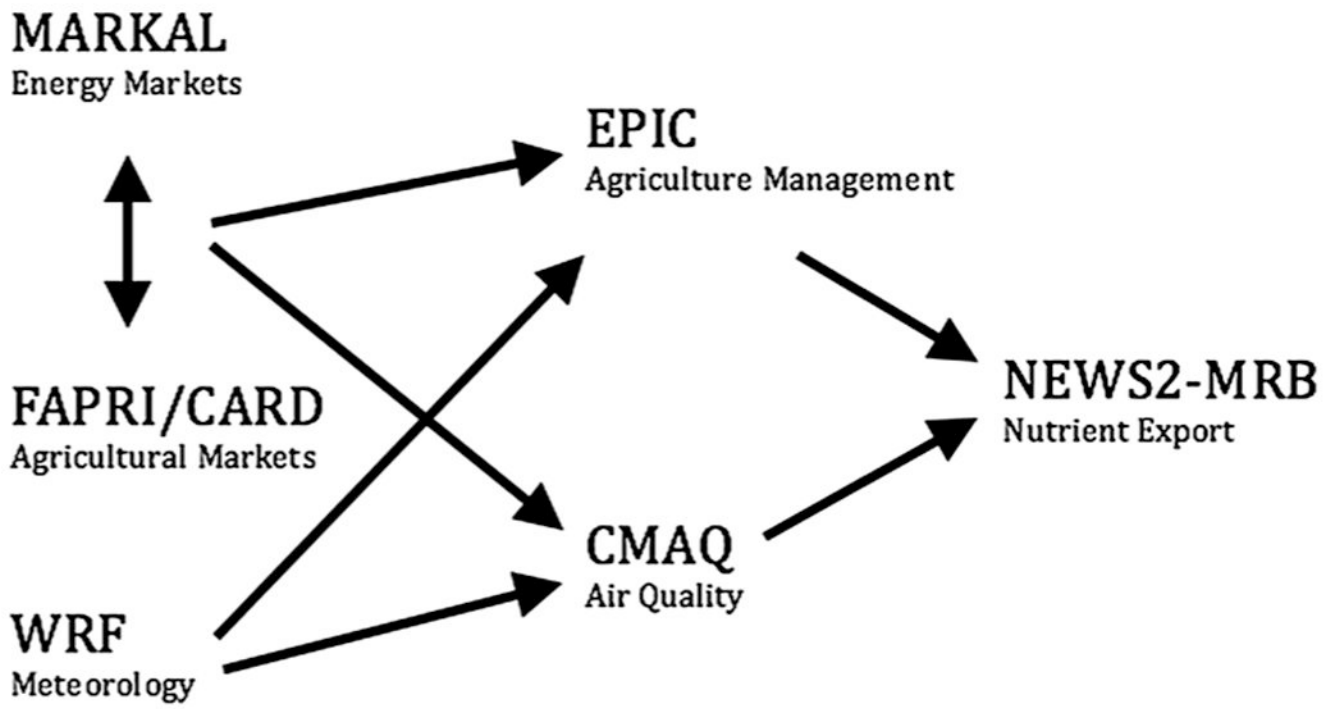 MARKAL
Energy Markets
EPIC
Agriculture Management
FAPRI/CARD
Agricultural Markets
NEWS2-MRB
Nutrient Export
CMAQ
Air Quality
WRF
Meteorology